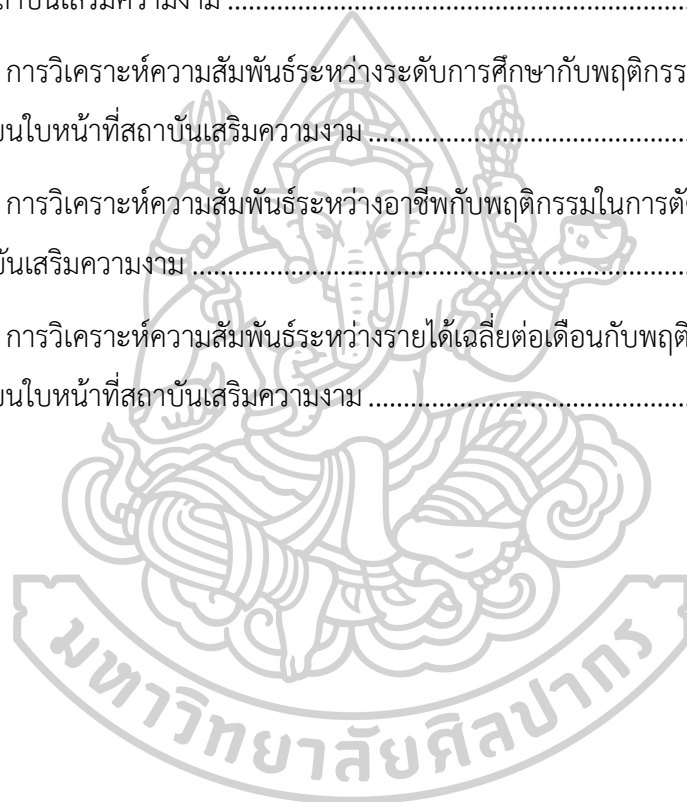 ถาบันเสริมความงาม ................................................................
การวิเคราะห์ความสัมพันธ์ระหว่างระดับการศึกษากับพฤติกรร
นใบหน้าที่สถาบันเสริมความงาม ............................................
การวิเคราะห์ความสัมพันธ์ระหว่างอาชีพกับพฤติกรรมในการตั
ันเสริมความงาม ......................................................................
การวิเคราะห์ความสัมพันธ์ระหว่างรายได้เฉลี่ยต่อเดือนกับพฤติ
นใบหน้าที่สถาบันเสริมความงาม ............................................
มหาวิทยาลัยศิลปากร